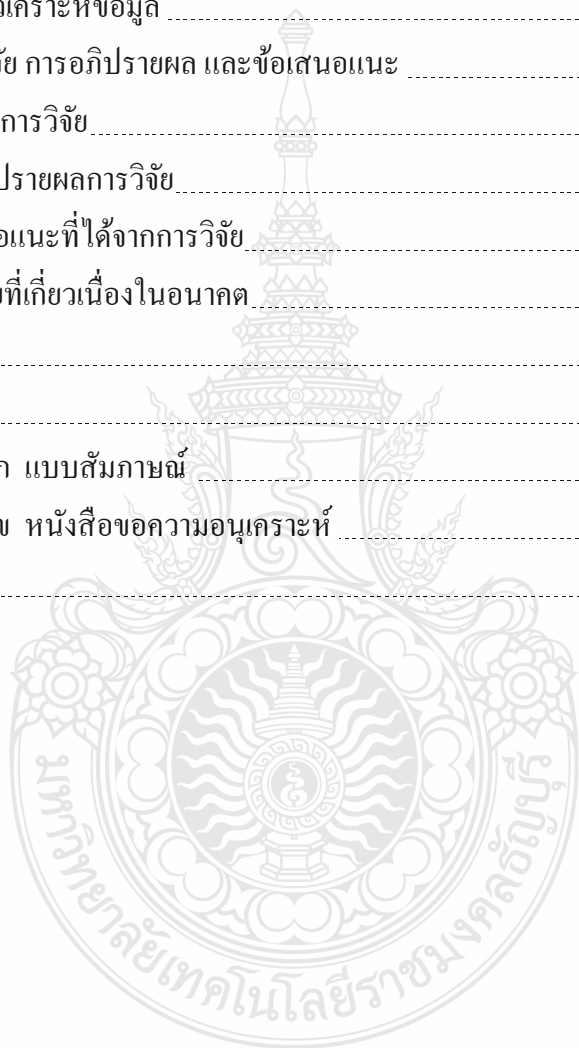 วิเคราะห์ข้อมูล
การอภิปรายผล และข้อเสนอแนะ
การวิจัย
ปรายผลการวิจัย
อแนะที่ได้จากการวิจัย
ที่เกี่ยวเนื่องในอนาคต
ก แบบสัมภาษณ์
ข หนังสือขอความอนุเคราะห์
มหาวิทยาลัยเทคโนโลยีราชมงคลธัญบุรี